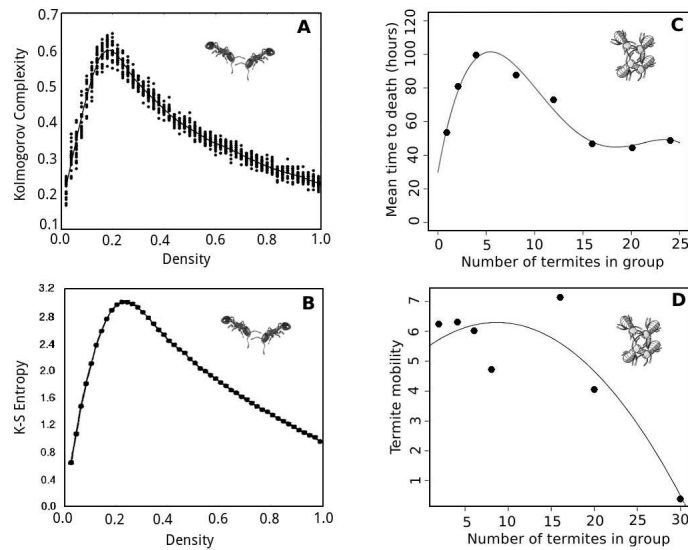 A
Kolmogorov Complexity
0.7
0.6
0.5
0.4
0.3
0.2
0.1
0.0 0.2 0.4 0.6 0.8 1.0
Density
C
Mean time to death (hours)
120
100
80
60
40
20
0
0 5 10 15 20 25
Number of termites in group
B
K-S Entropy
3.2
2.8
2.4
2.0
1.6
1.2
0.8
0.4
0.0
0.0 0.2 0.4 0.6 0.8 1.0
Density
D
Termite mobility
7
6
5
4
3
2
1
5 10 15 20 25 30
Number of termites in group